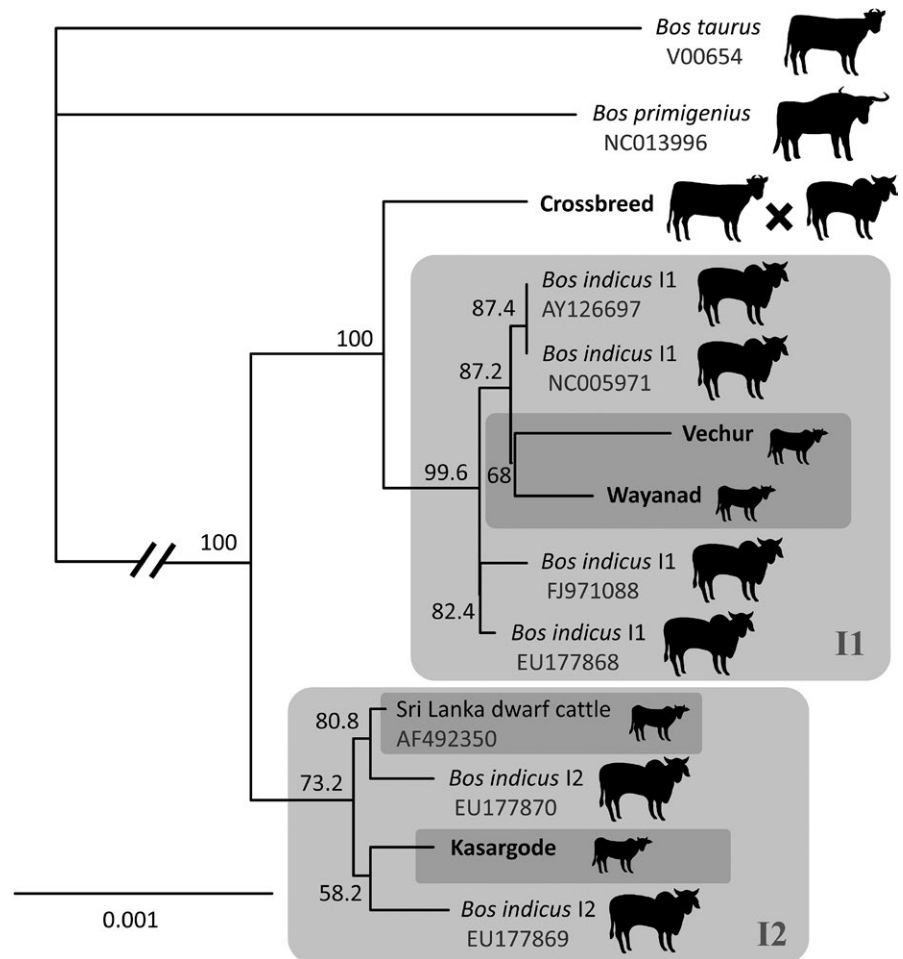 Bos taurus
V00654
Bos primigenius
NC013996
Crossbreed
Bos indicus I1
AY126697
87.4
100
Bos indicus I1
NC005971
87.2
Vechur
99.6
68
Wayanad
100
Bos indicus I1
FJ971088
82.4
Bos indicus I1
EU177868
I1
Sri Lanka dwarf cattle
80.8
AF492350
73.2
Bos indicus I2
EU177870
Kasargode
58.2
0.001
Bos indicus I2
EU177869
I2